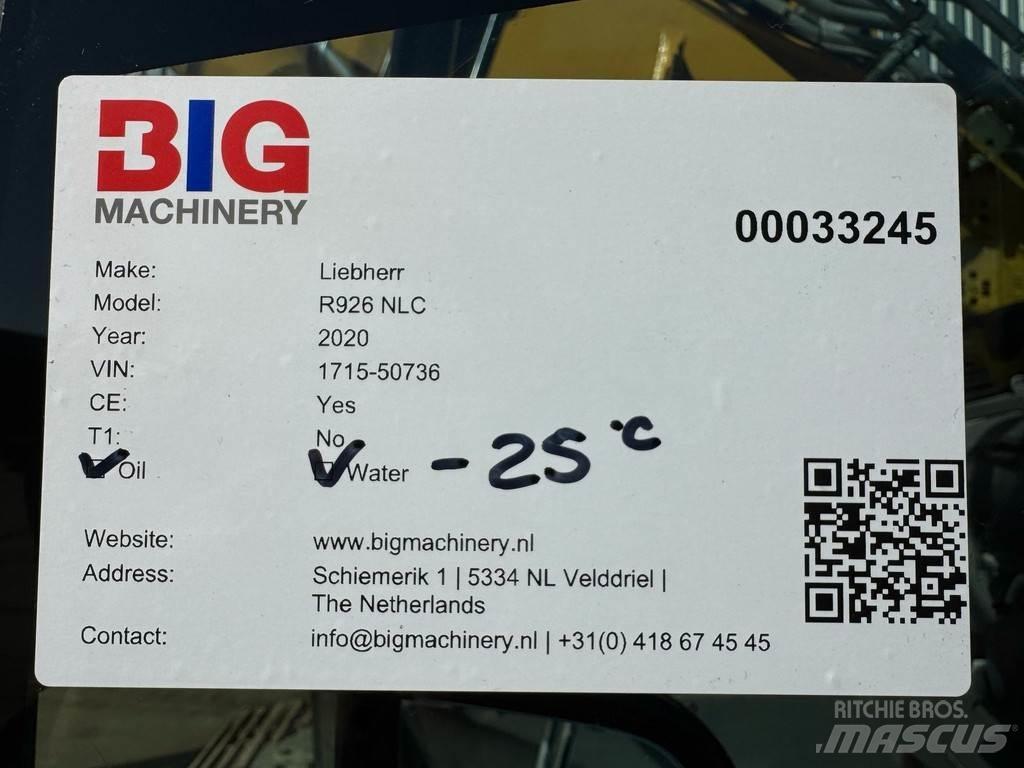 BIG
MACHINERY
00033245
Make: Liebherr
Model: R926 NLC
Year: 2020
VIN: 1715-50736
CE: Yes
T1: No
Oil Water -25 °C
Website: www.bigmachinery.nl
Address: Schiemerik 1 | 5334 NL Velddriel |
The Netherlands
Contact: info@bigmachinery.nl | +31(0) 418 67 45 45
RITCHIE BROS.
MASCUS